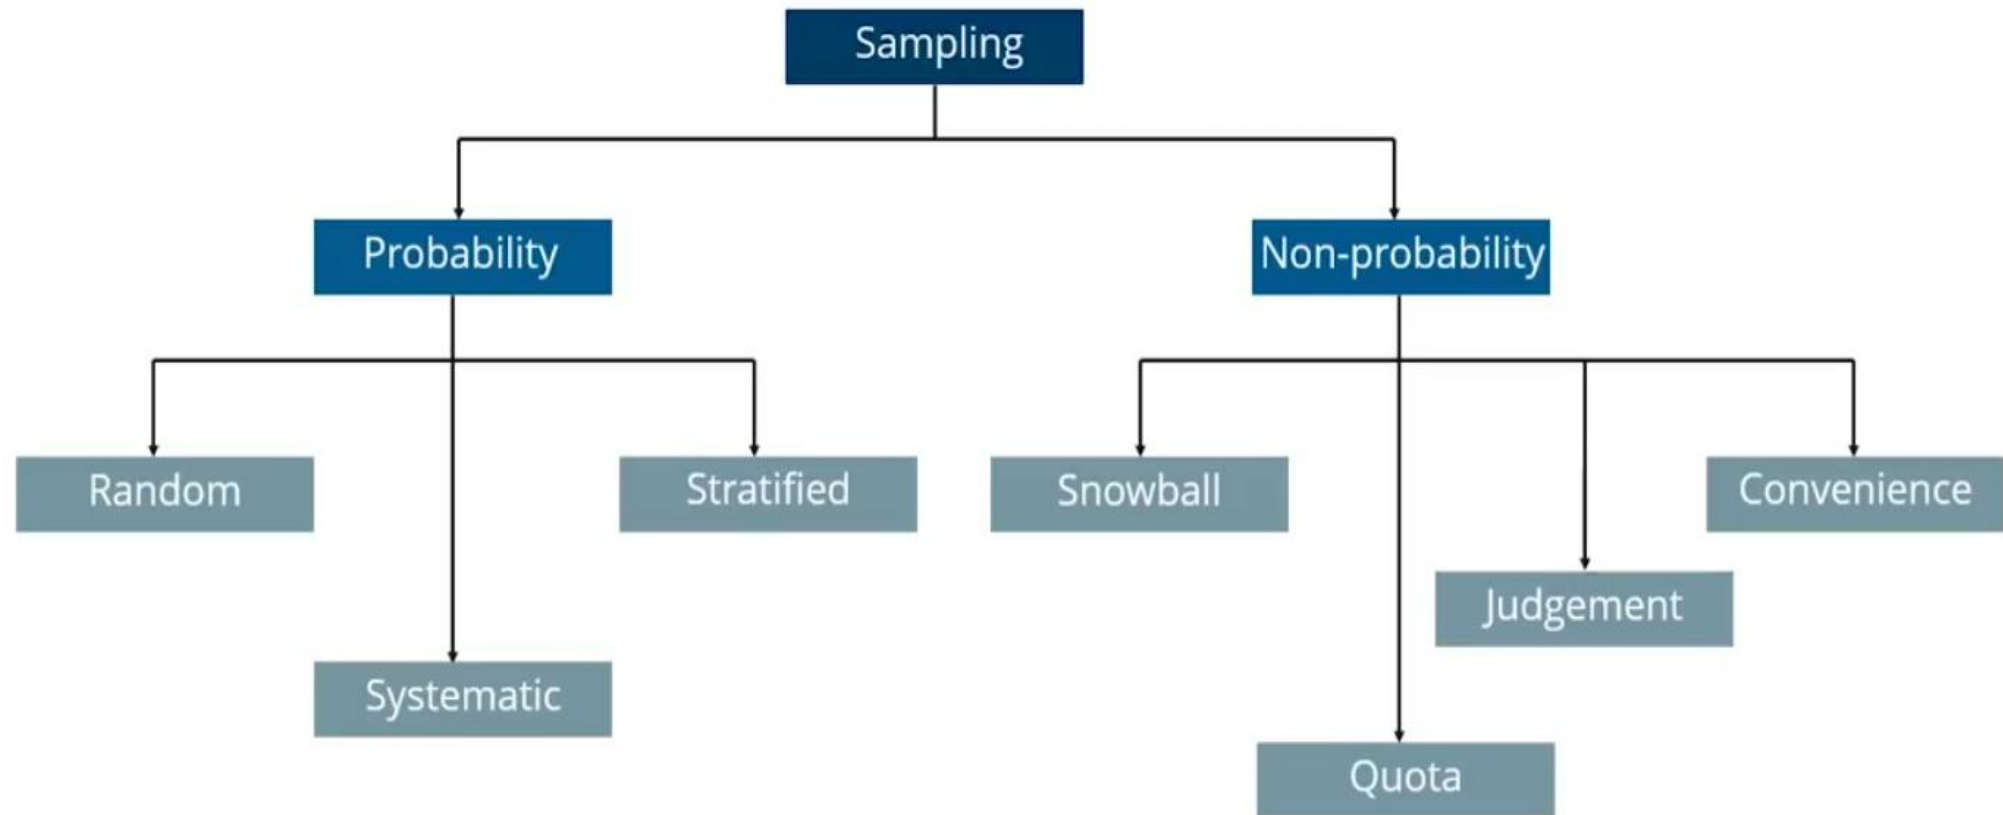 Sampling
Probability
Non-probability
Random
Stratified
Snowball
Convenience
Judgement
Systematic
Quota